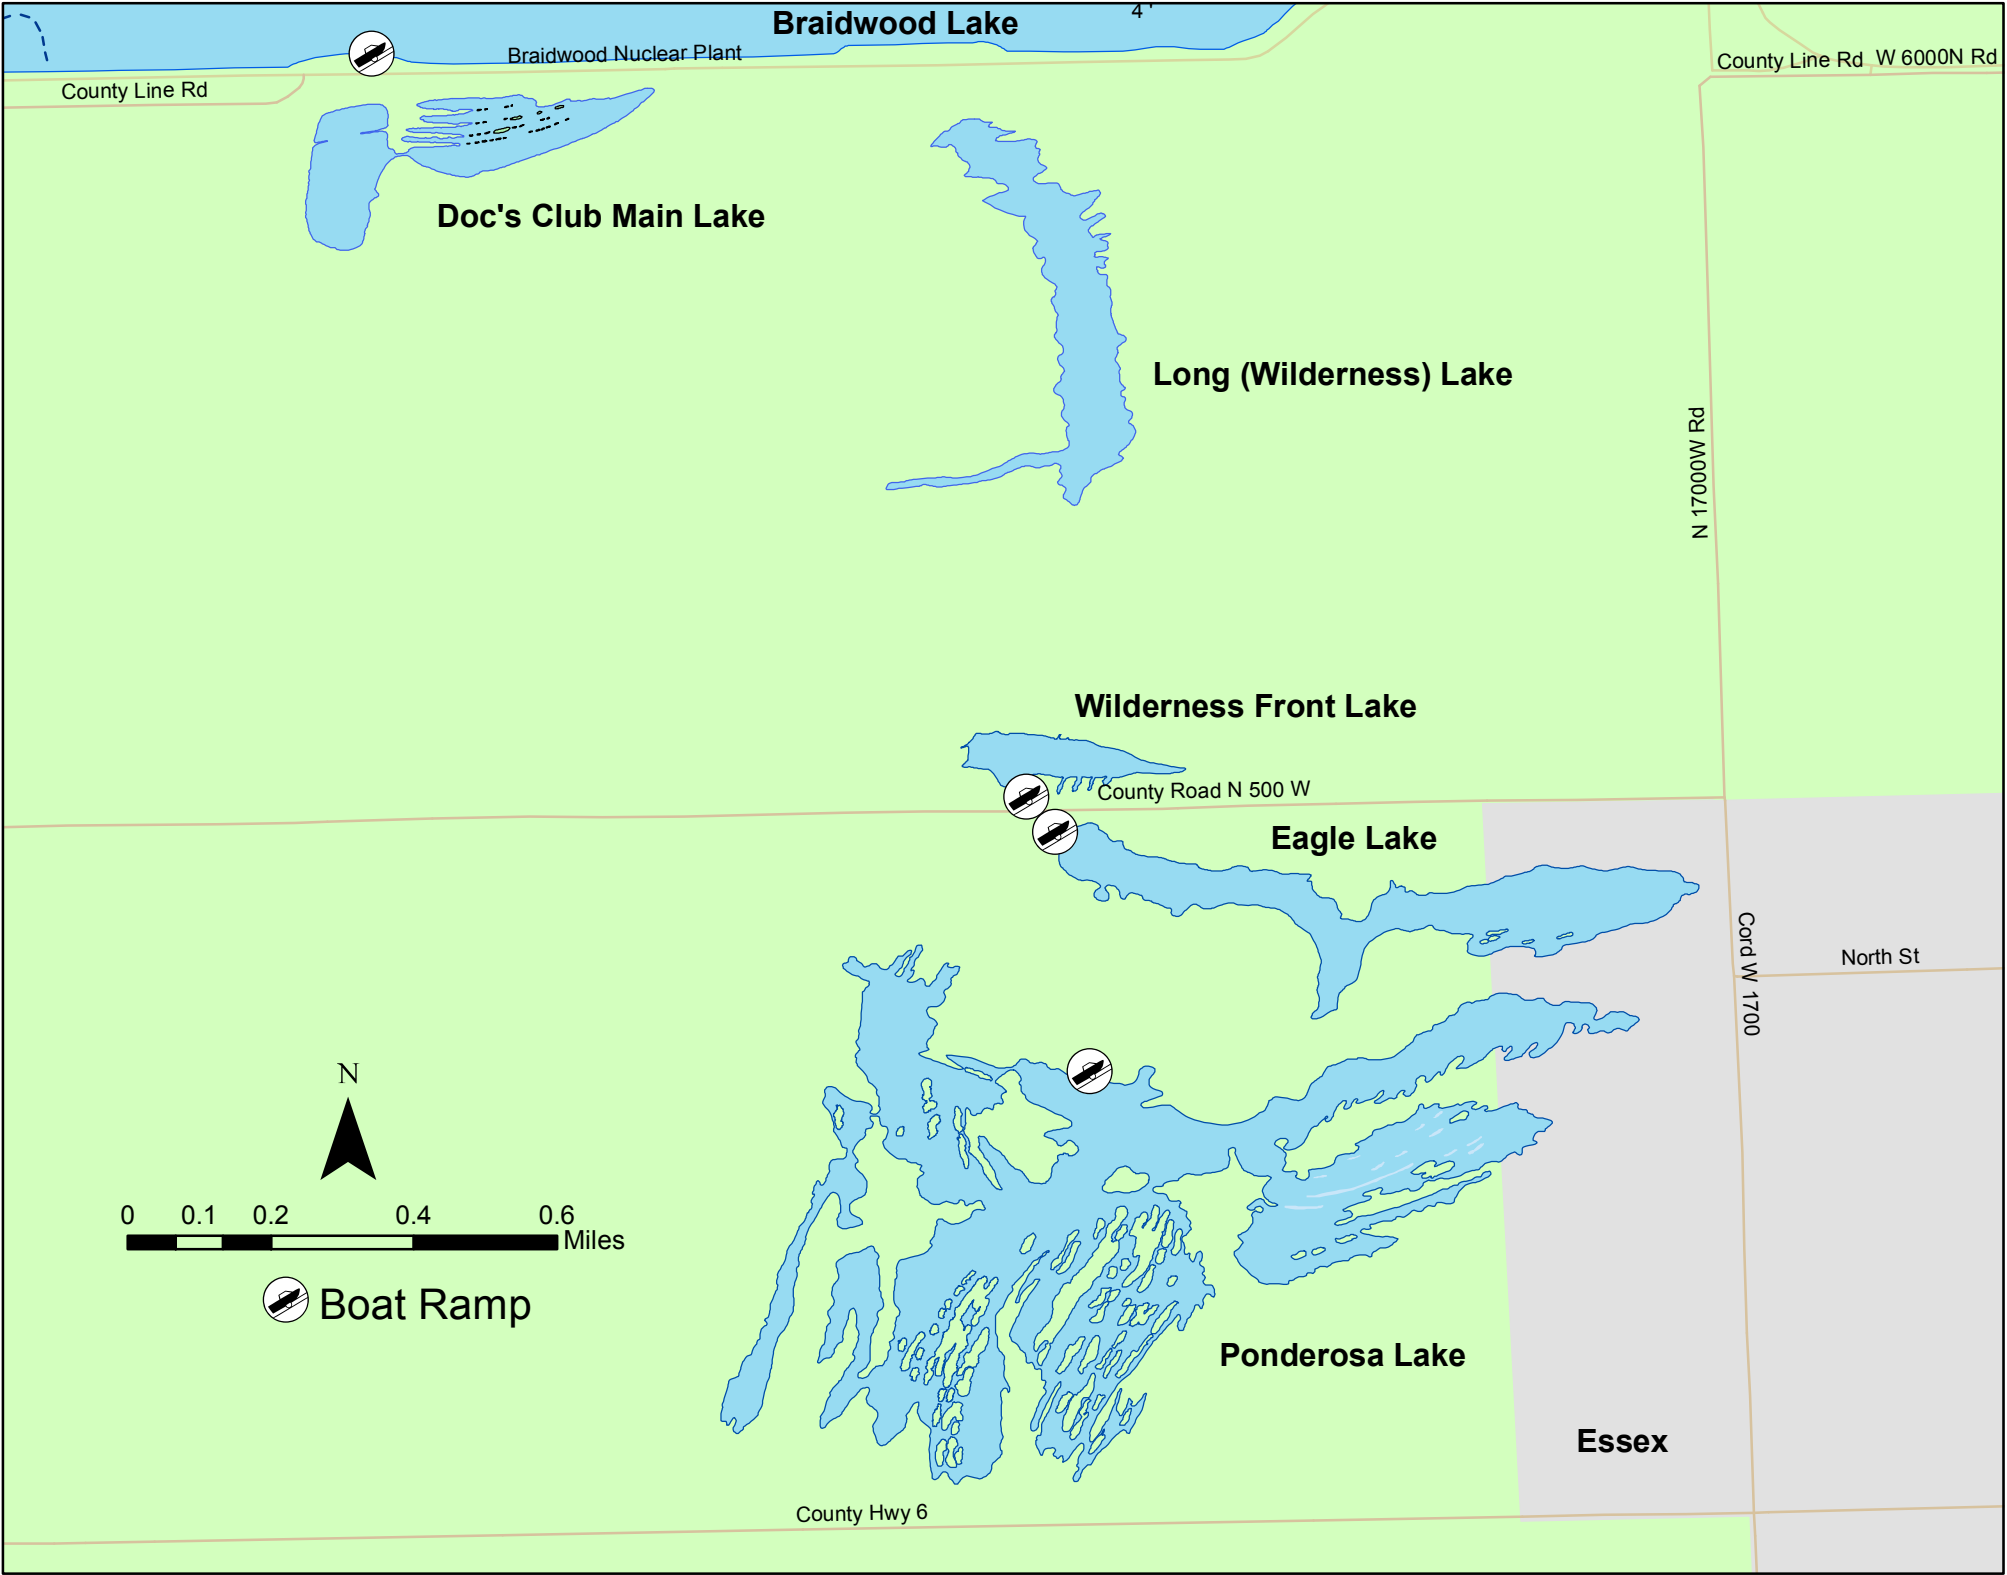 4'
Braidwood Lake
Braidwood Nuclear Plant
County Line Rd
W 6000N Rd
County Line Rd
Doc's Club Main Lake
Long (Wilderness) Lake
N 17000W Rd
Wilderness Front Lake
County Road N 500 W
Eagle Lake
Cord W 1700
North St
N
0 0.1 0.2 0.4 0.6
Miles
Boat Ramp
Ponderosa Lake
Essex
County Hwy 6